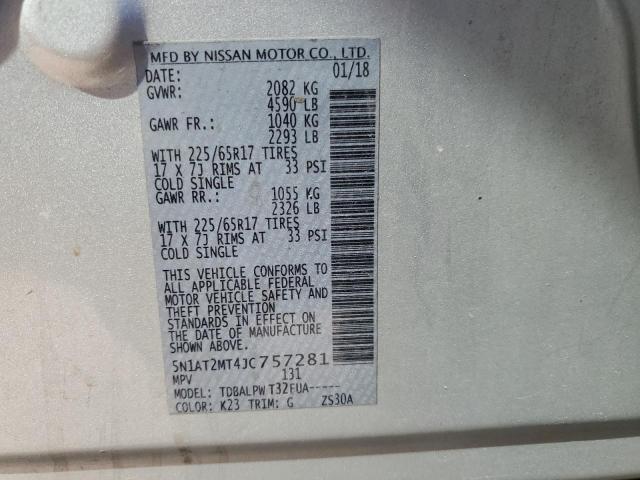 MFD BY NISSAN MOTOR CO., LTD.
DATE: 01/18
GVWR: 2082 KG
4590 LB
GAWR FR.: 1040 KG
2293 LB
WITH 225/65R17 TIRES
17 X 7J RIMS AT 33 PSI
COLD SINGLE
GAWR RR.: 1055 KG
2326 LB
WITH 225/65R17 TIRES
17 X 7J RIMS AT 33 PSI
COLD SINGLE
THIS VEHICLE CONFORMS TO
ALL APPLICABLE FEDERAL
MOTOR VEHICLE SAFETY AND
THEFT PREVENTION
STANDARDS IN EFFECT ON
THE DATE OF MANUFACTURE
SHOWN ABOVE.
5N1AT2MT4JC757281
MPV 131
MODEL: TDBALPW T32FUA-----
COLOR: K23 TRIM: G ZS30A